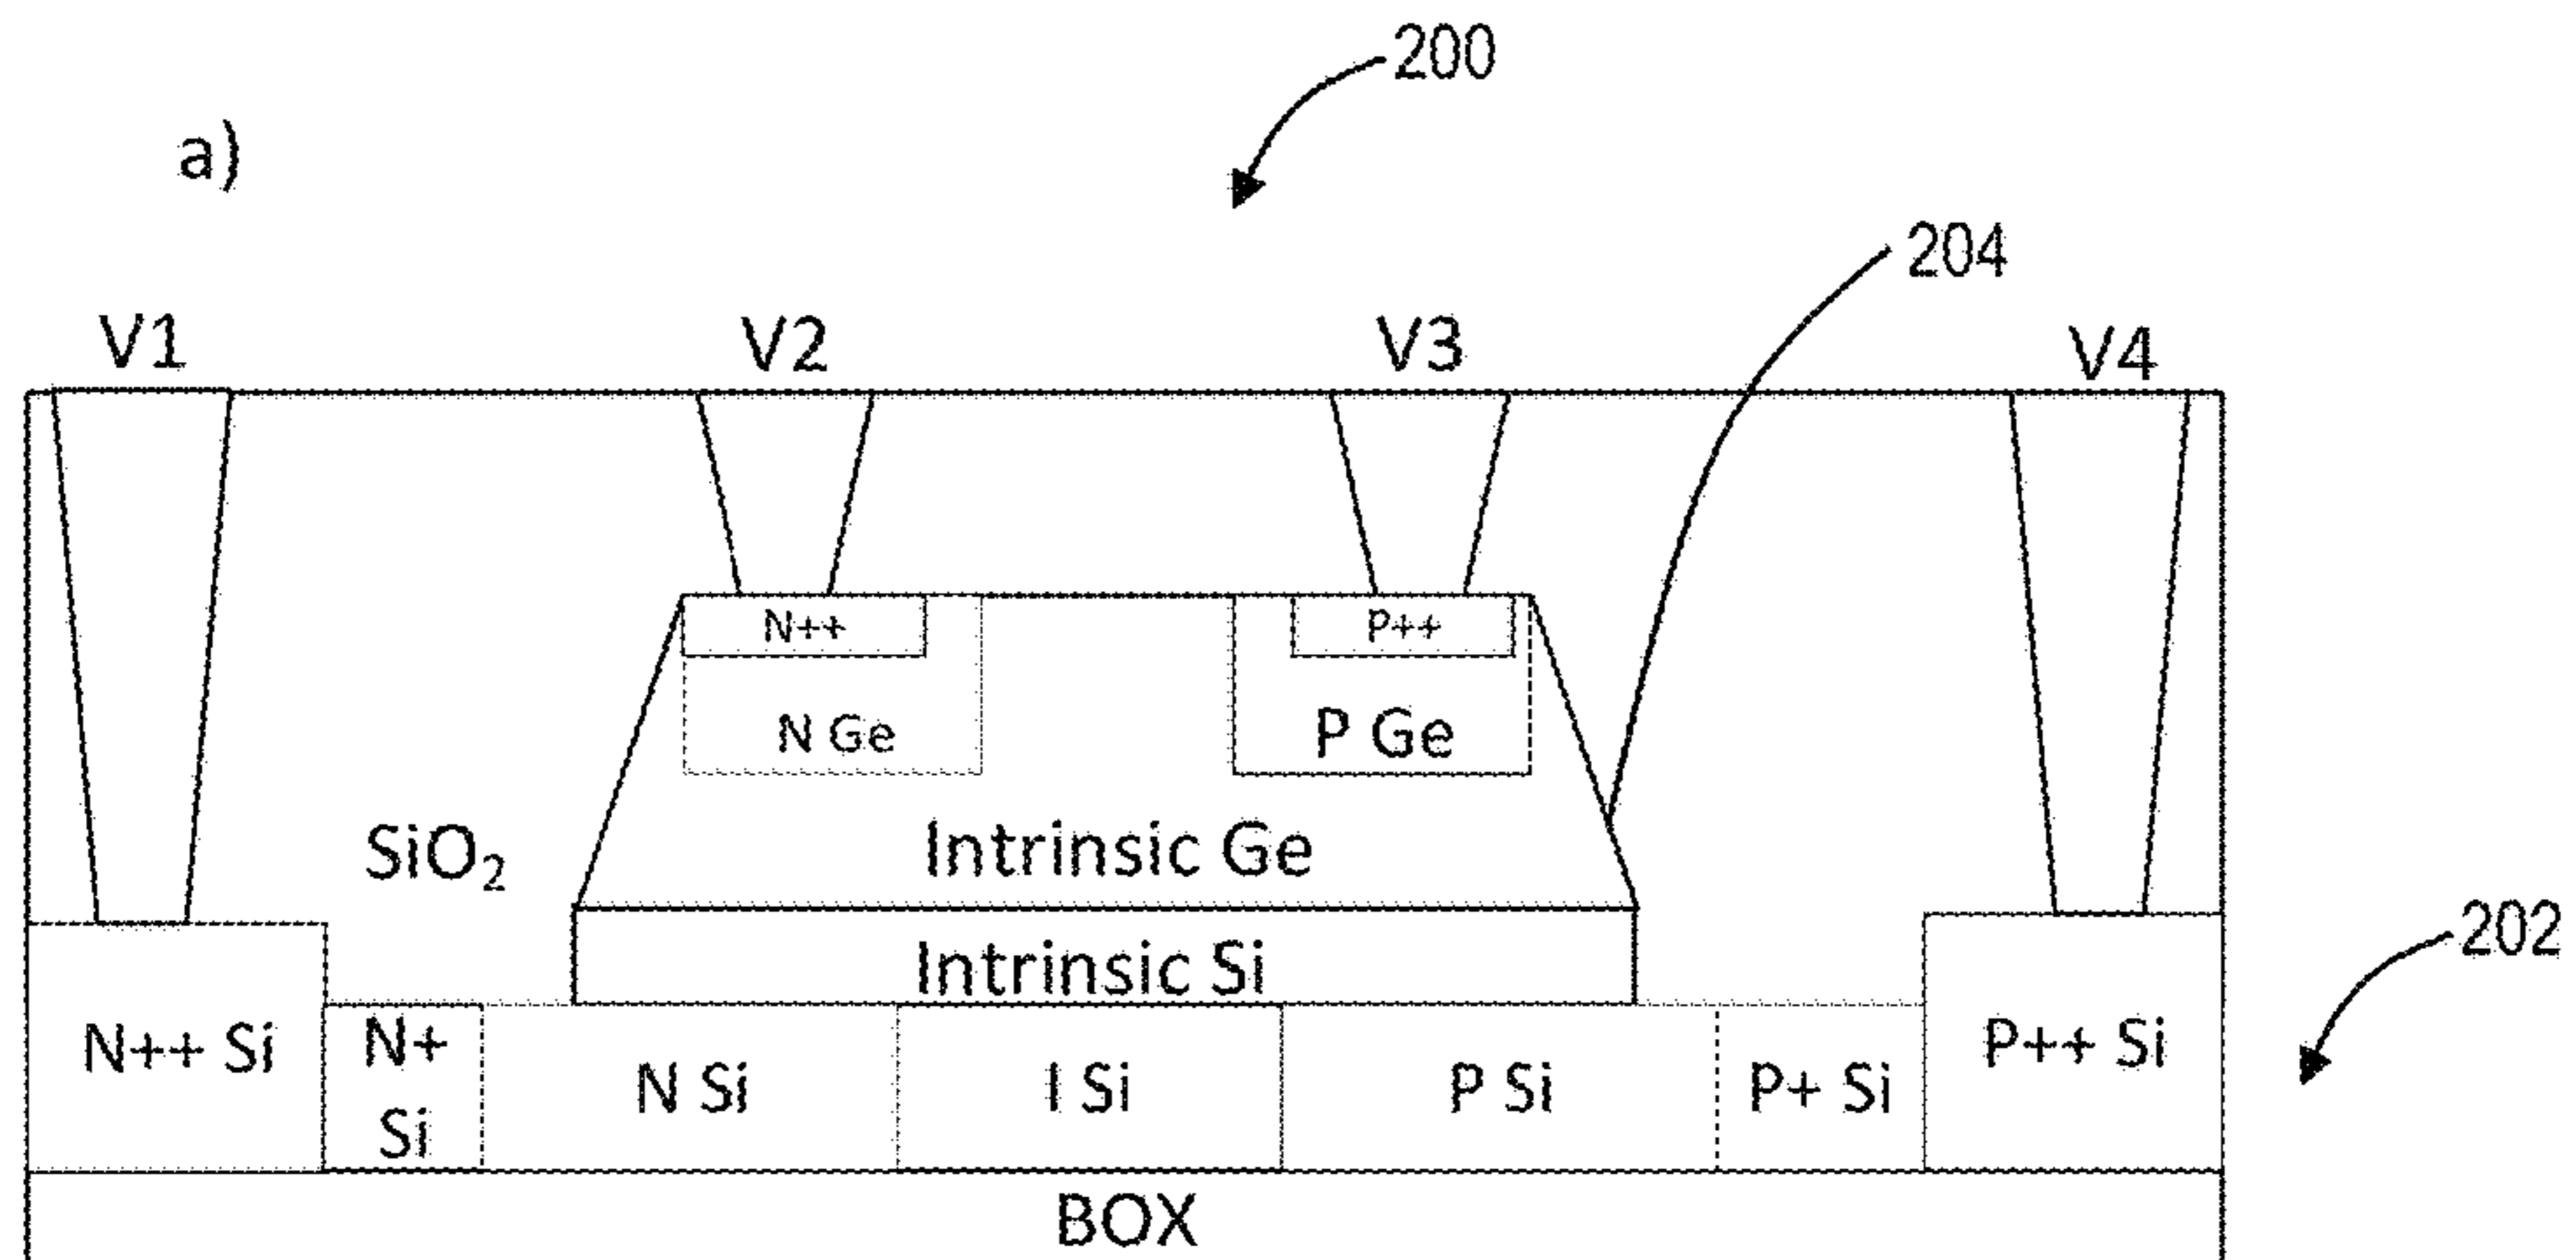 200
a)
204
V1 V2 V3 V4
N++ P++
N Ge P Ge
SiO₂ Intrinsic Ge
202
Intrinsic Si
N++ Si N+ Si N Si I Si P Si P+ Si P++ Si
BOX